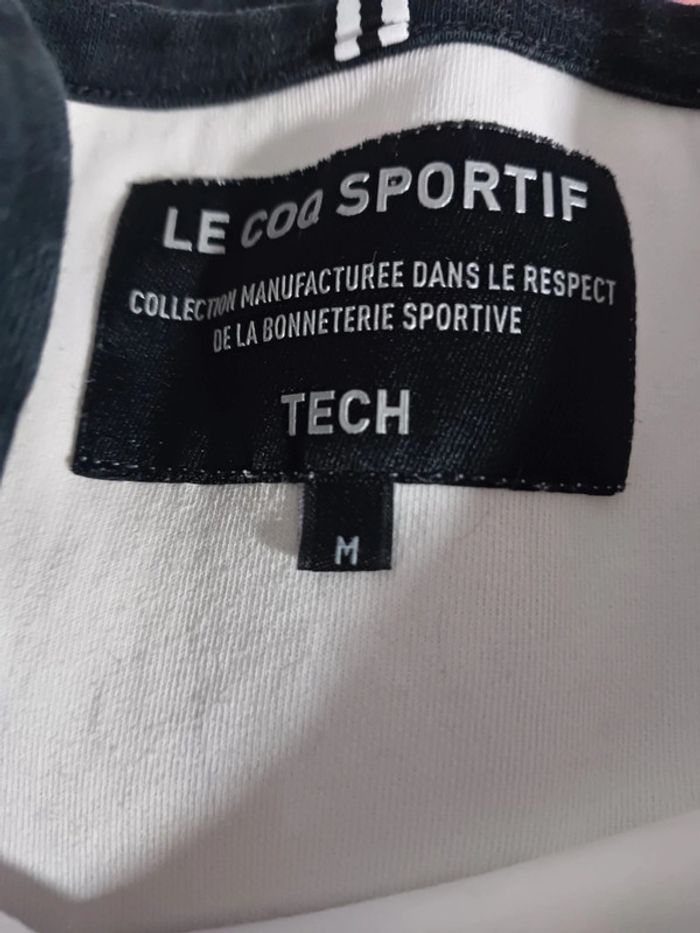 LE COQ SPORTIF
COLLECTION MANUFACTUREE DANS LE RESPECT
DE LA BONNETERIE SPORTIVE
TECH
M